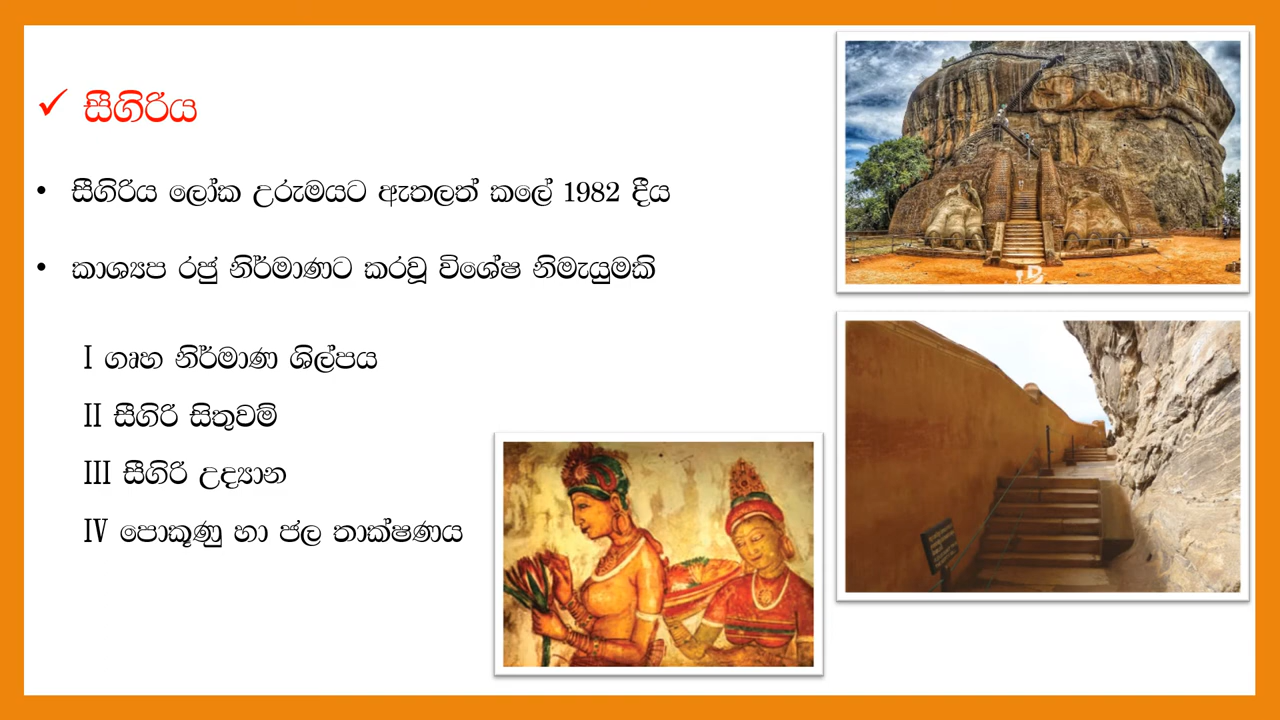 ✓ සීගිරිය
• සීගිරිය ලෝක උරුමයට ඇතලත් කලේ 1982 දීය
• කාශ්‍යප රජු නිර්මාණට කරවූ විශේෂ නිමැයුමකි
I ගෘහ නිර්මාණ ශිල්පය
II සීගිරි සිතුවම්
III සීගිරි උද්‍යාන
IV පොකූණු හා ජල තාක්ෂණය